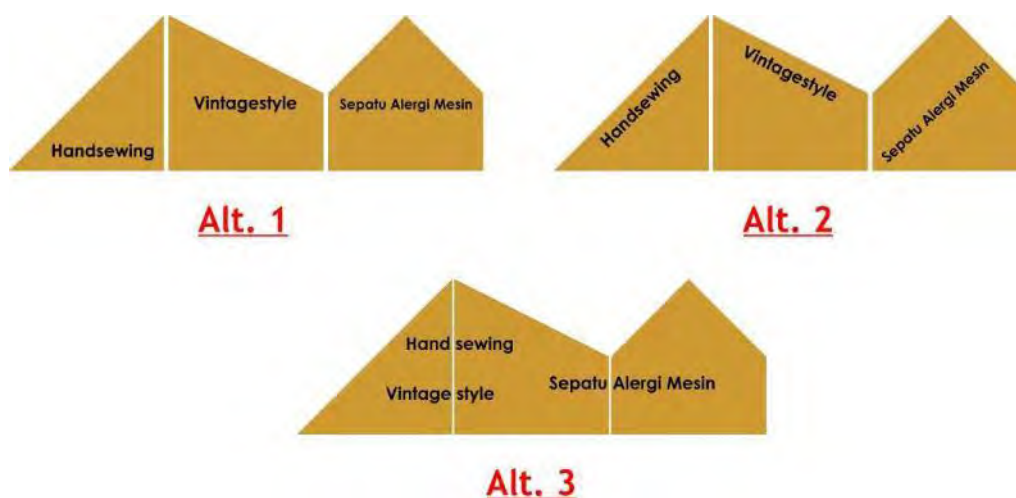 Handsewing
Vintagestyle
Sepatu Alergi Mesin
Alt. 1
Handsewing
Vintagestyle
Sepatu Alergi Mesin
Alt. 2
Hand sewing
Vintage style
Sepatu Alergi Mesin
Alt. 3